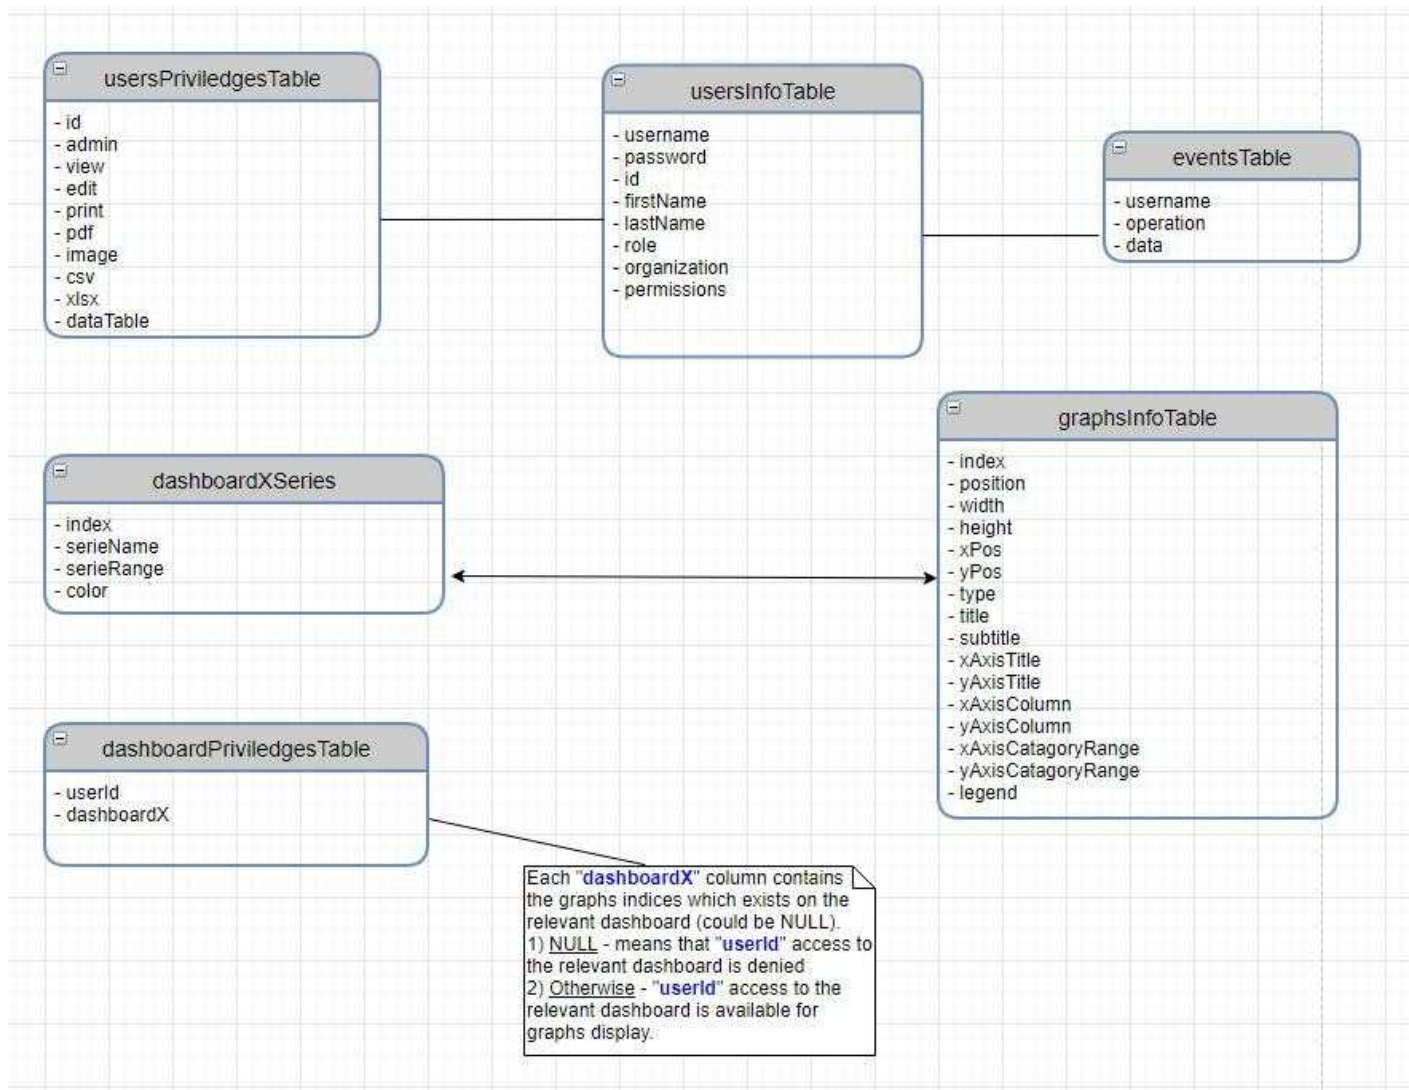 usersPriviledgesTable
- id
- admin
- view
- edit
- print
- pdf
- image
- csv
- xlsx
- dataTable
usersInfoTable
- username
- password
- id
- firstName
- lastName
- role
- organization
- permissions
eventsTable
- username
- operation
- data
dashboardXSeries
- index
- serieName
- serieRange
- color
graphsInfoTable
- index
- position
- width
- height
- xPos
- yPos
- type
- title
- subtitle
- xAxisTitle
- yAxisTitle
- xAxisColumn
- yAxisColumn
- xAxisCatagoryRange
- yAxisCatagoryRange
- legend
dashboardPriviledgesTable
- userId
- dashboardX
Each "dashboardX" column contains
the graphs indices which exists on the
relevant dashboard (could be NULL).
1) NULL - means that "userId" access to
the relevant dashboard is denied
2) Otherwise - "userId" access to the
relevant dashboard is available for
graphs display.